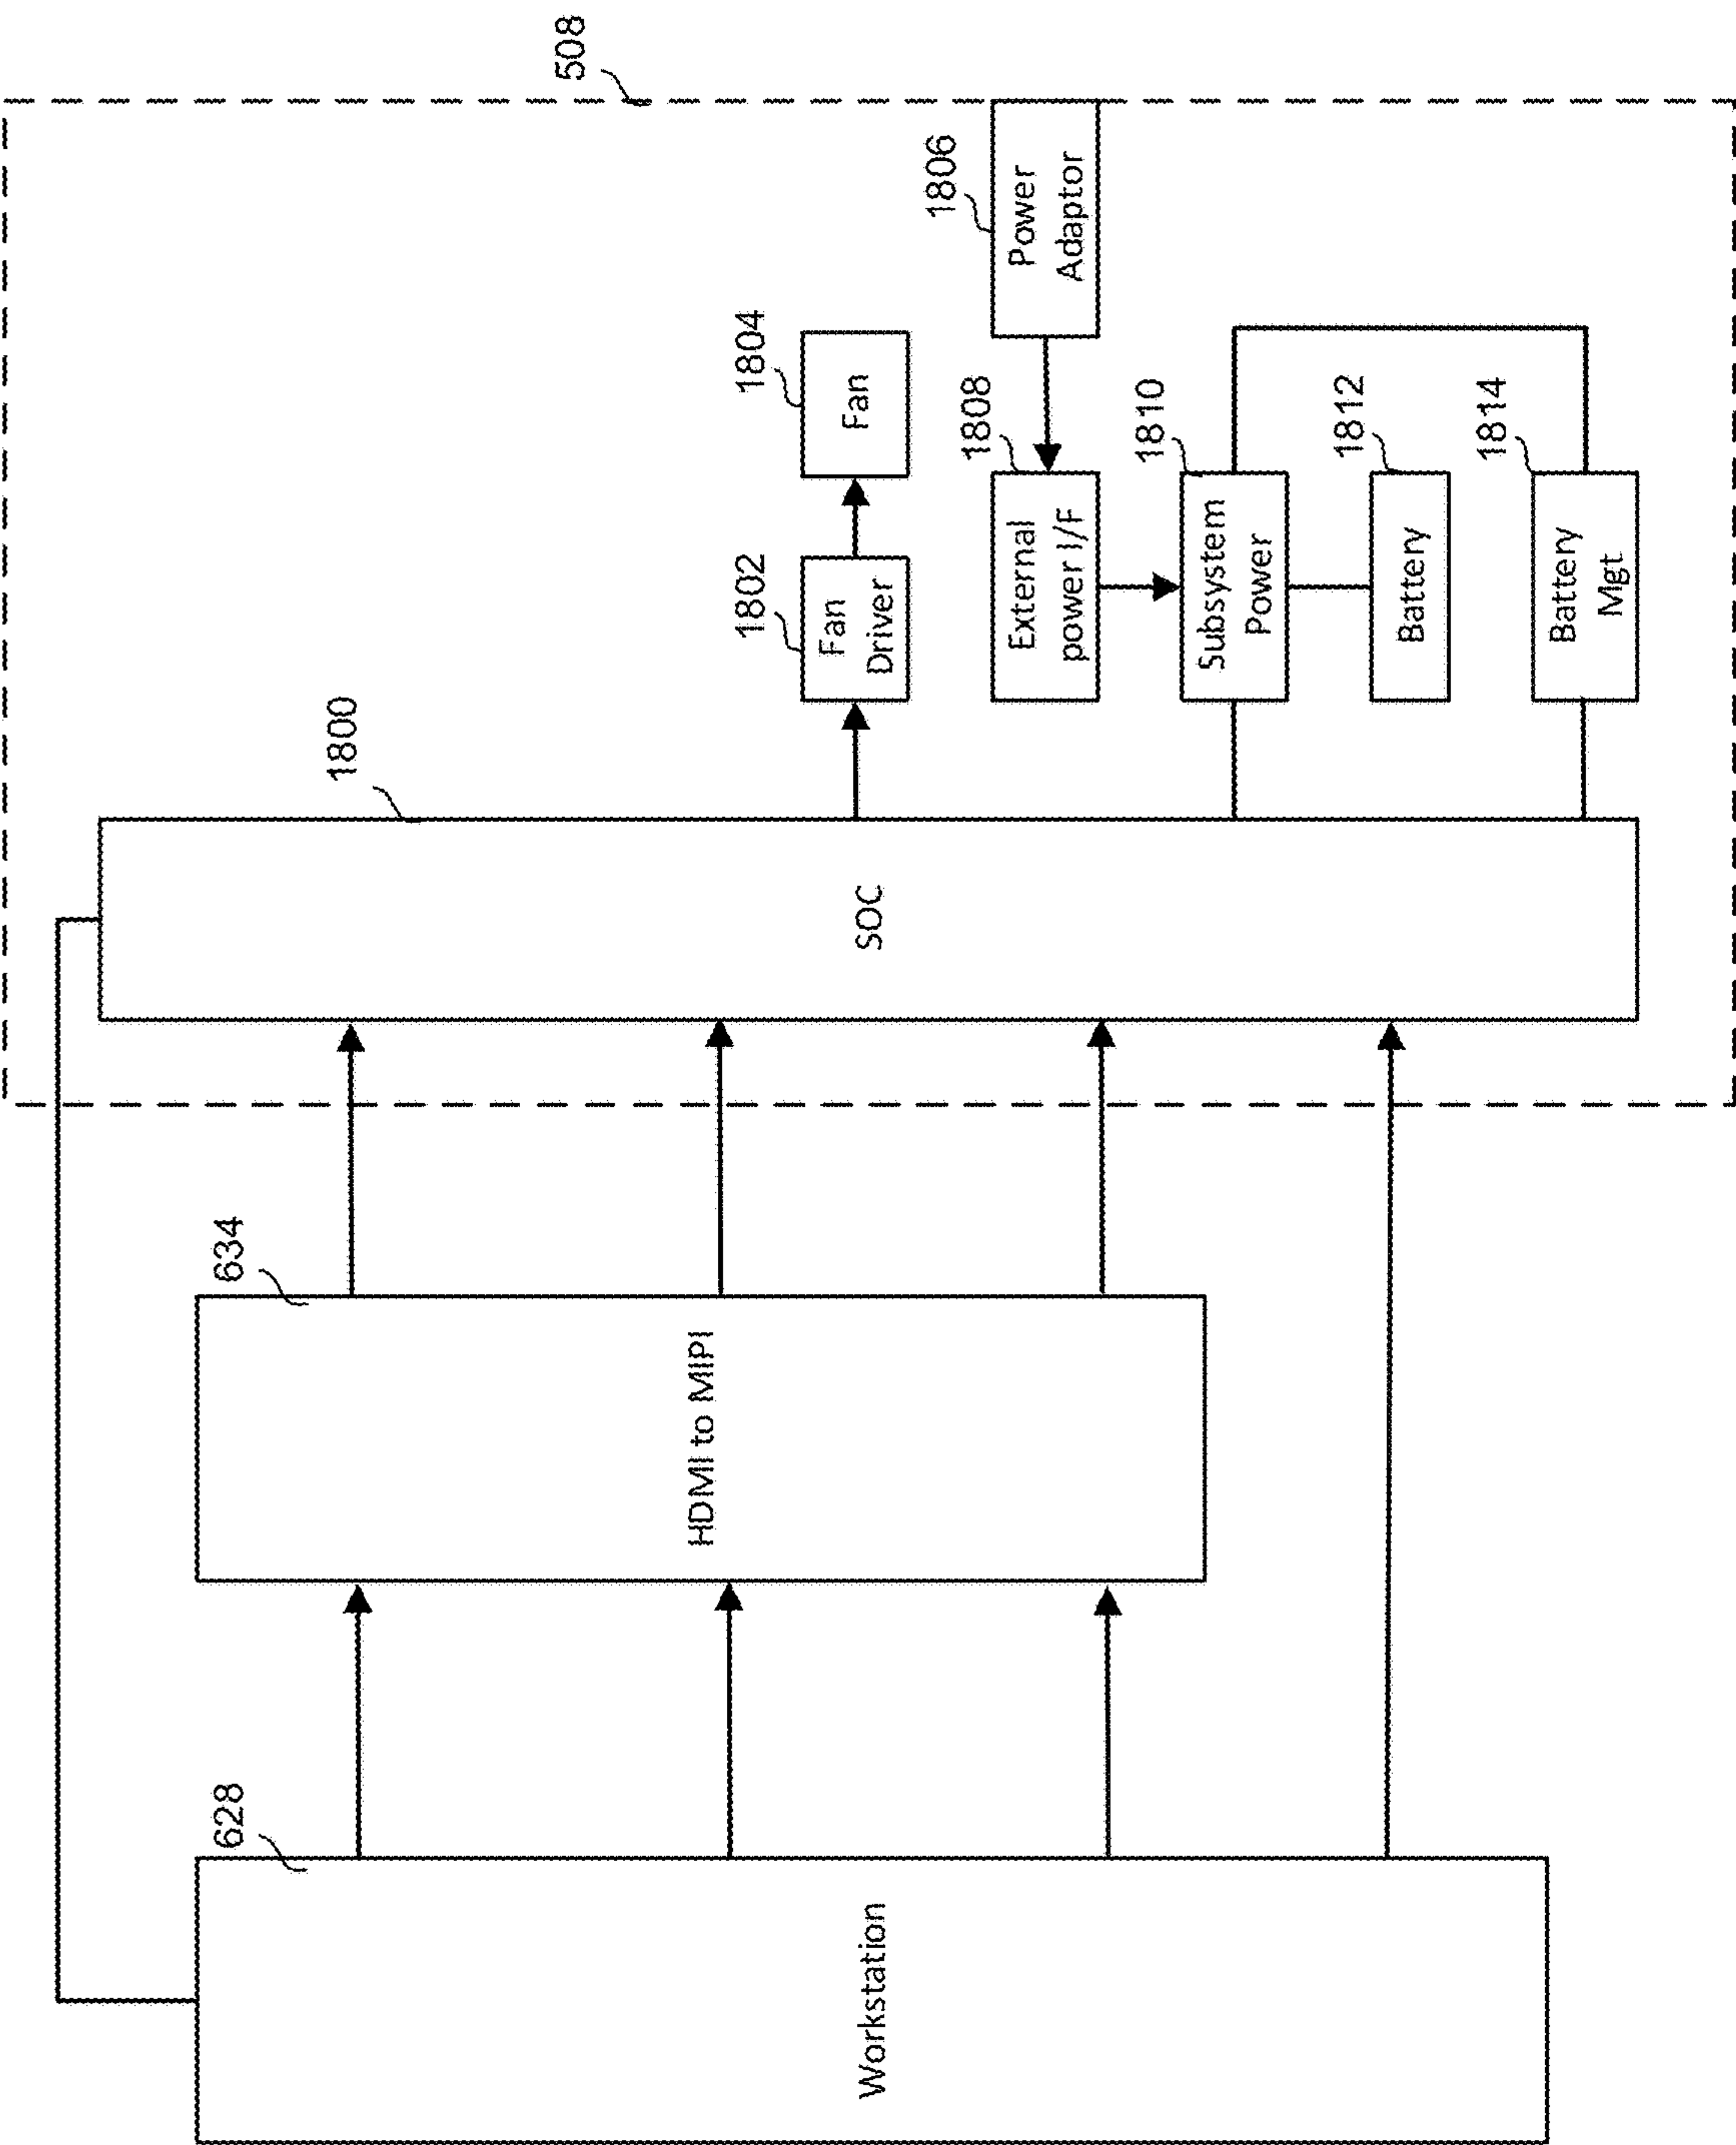 508
1800
SOC
1802
Fan
Driver
1804
Fan
1806
Power
Adaptor
1808
External
power I/F
1810
Subsystem
Power
1812
Battery
1814
Battery
Mgt
634
HDMI to MIPI
628
Workstation